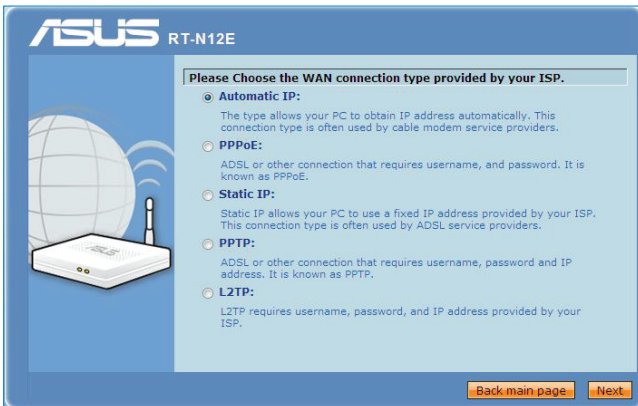 ASUS RT-N12E
Please Choose the WAN connection type provided by your ISP.
Automatic IP:
The type allows your PC to obtain IP address automatically. This
connection type is often used by cable modem service providers.
PPPoE:
ADSL or other connection that requires username, and password. It is
known as PPPoE.
Static IP:
Static IP allows your PC to use a fixed IP address provided by your ISP.
This connection type is often used by ADSL service providers.
PPTP:
ADSL or other connection that requires username, password and IP
address. It is known as PPTP.
L2TP:
L2TP requires username, password, and IP address provided by your
ISP.
ASUS
Back main page Next